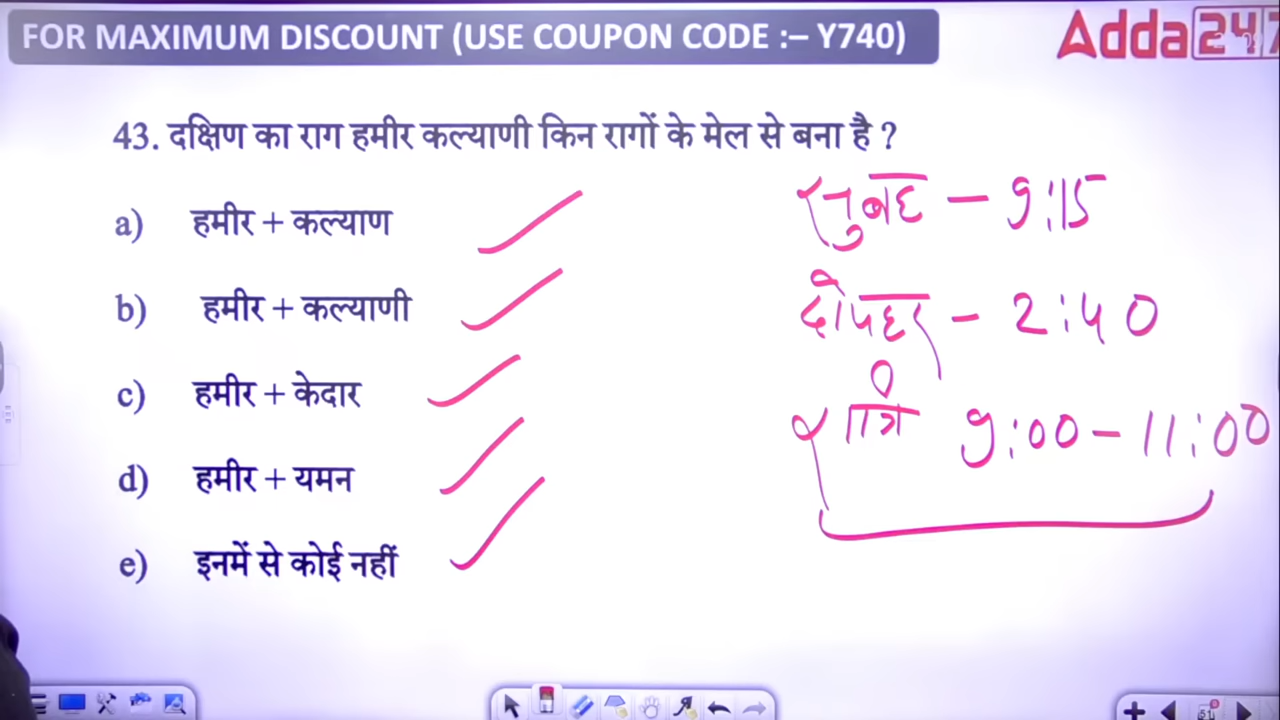 FOR MAXIMUM DISCOUNT (USE COUPON CODE :– Y740)
Adda247
43. दक्षिण का राग हमीर कल्याणी किन रागों के मेल से बना है ?
a) हमीर + कल्याण
b) हमीर + कल्याणी
c) हमीर + केदार
d) हमीर + यमन
e) इनमें से कोई नहीं
सुबह – 9:15
दोपहर – 2:40
रात्रि 9:00 – 11:00